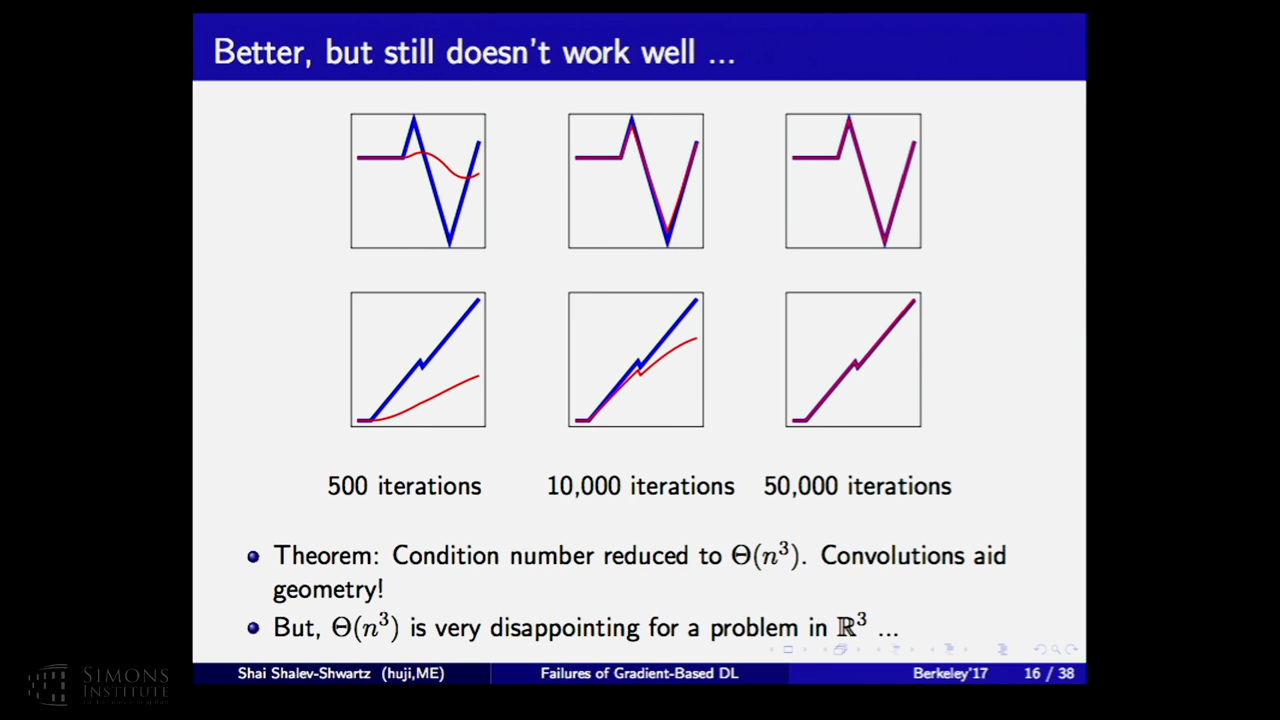 Better, but still doesn't work well ...
500 iterations 10,000 iterations 50,000 iterations
Theorem: Condition number reduced to Θ(n³). Convolutions aid
geometry!
But, Θ(n³) is very disappointing for a problem in ℝ³ ...
Shai Shalev-Shwartz (huji,ME) Failures of Gradient-Based DL Berkeley'17 16 / 38
SIMONS
INSTITUTE